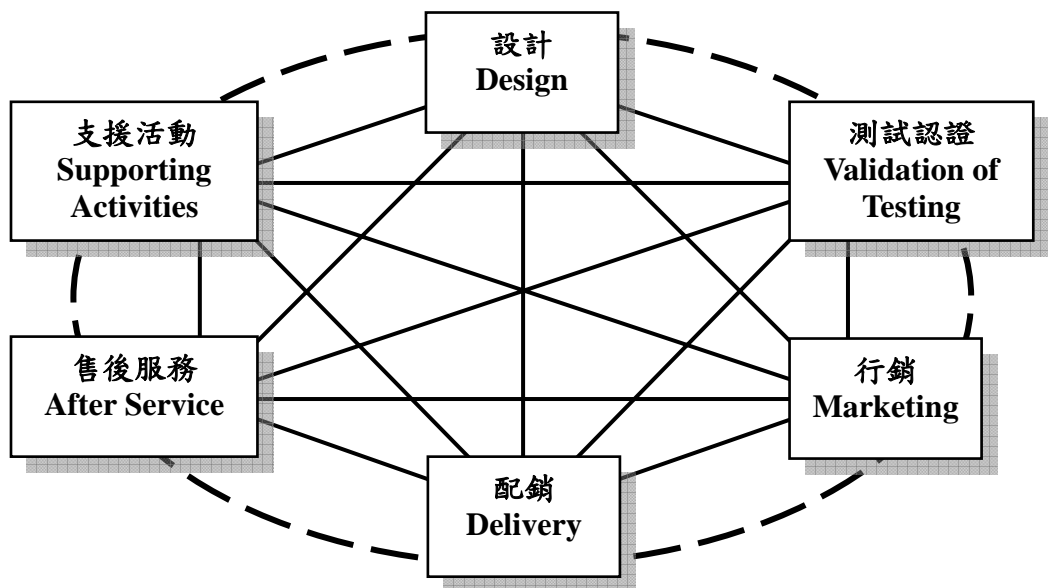 設計
Design
支援活動
Supporting
Activities
測試認證
Validation of
Testing
售後服務
After Service
行銷
Marketing
配銷
Delivery